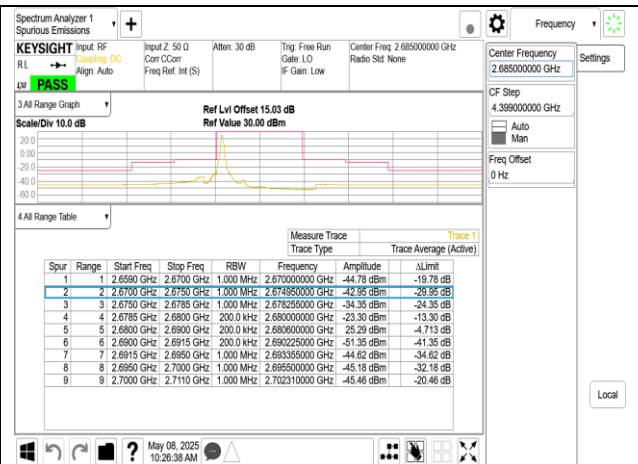 Spectrum Analyzer 1
Spurious Emissions
Frequency
KEYSIGHT
Input: RF
Input Z: 50 Ω
Atten: 30 dB
Trig: Free Run
Center Freq: 2.685000000 GHz
RL
Coupling: DC
Corr CCorr
Gate: LO
Radio Std: None
Align: Auto
Freq Ref: Int (S)
IF Gain: Low
LXI
PASS
Center Frequency
2.685000000 GHz
Settings
CF Step
4.399000000 GHz
Auto
Man
Freq Offset
0 Hz
3 All Range Graph
Ref Lvl Offset 15.03 dB
Scale/Div 10.0 dB
Ref Value 30.00 dBm
20.0
0.00
-20.0
-40.0
-60.0
4 All Range Table
Measure Trace Trace 1
Trace Type Trace Average (Active)
Spur Range Start Freq Stop Freq RBW Frequency Amplitude ΔLimit
1 1 2.6590 GHz 2.6700 GHz 1.000 MHz 2.670000000 GHz -44.78 dBm -19.78 dB
2 2 2.6700 GHz 2.6750 GHz 1.000 MHz 2.674950000 GHz -42.95 dBm -29.95 dB
3 3 2.6750 GHz 2.6785 GHz 1.000 MHz 2.678255000 GHz -34.35 dBm -24.35 dB
4 4 2.6785 GHz 2.6800 GHz 200.0 kHz 2.680000000 GHz -23.30 dBm -13.30 dB
5 5 2.6800 GHz 2.6900 GHz 200.0 kHz 2.680600000 GHz 25.29 dBm -4.713 dB
6 6 2.6900 GHz 2.6915 GHz 200.0 kHz 2.690225000 GHz -51.35 dBm -41.35 dB
7 7 2.6915 GHz 2.6950 GHz 1.000 MHz 2.693355000 GHz -44.62 dBm -34.62 dB
8 8 2.6950 GHz 2.7000 GHz 1.000 MHz 2.695500000 GHz -45.18 dBm -32.18 dB
9 9 2.7000 GHz 2.7110 GHz 1.000 MHz 2.702310000 GHz -45.46 dBm -20.46 dB
Local
May 08, 2025
10:26:38 AM